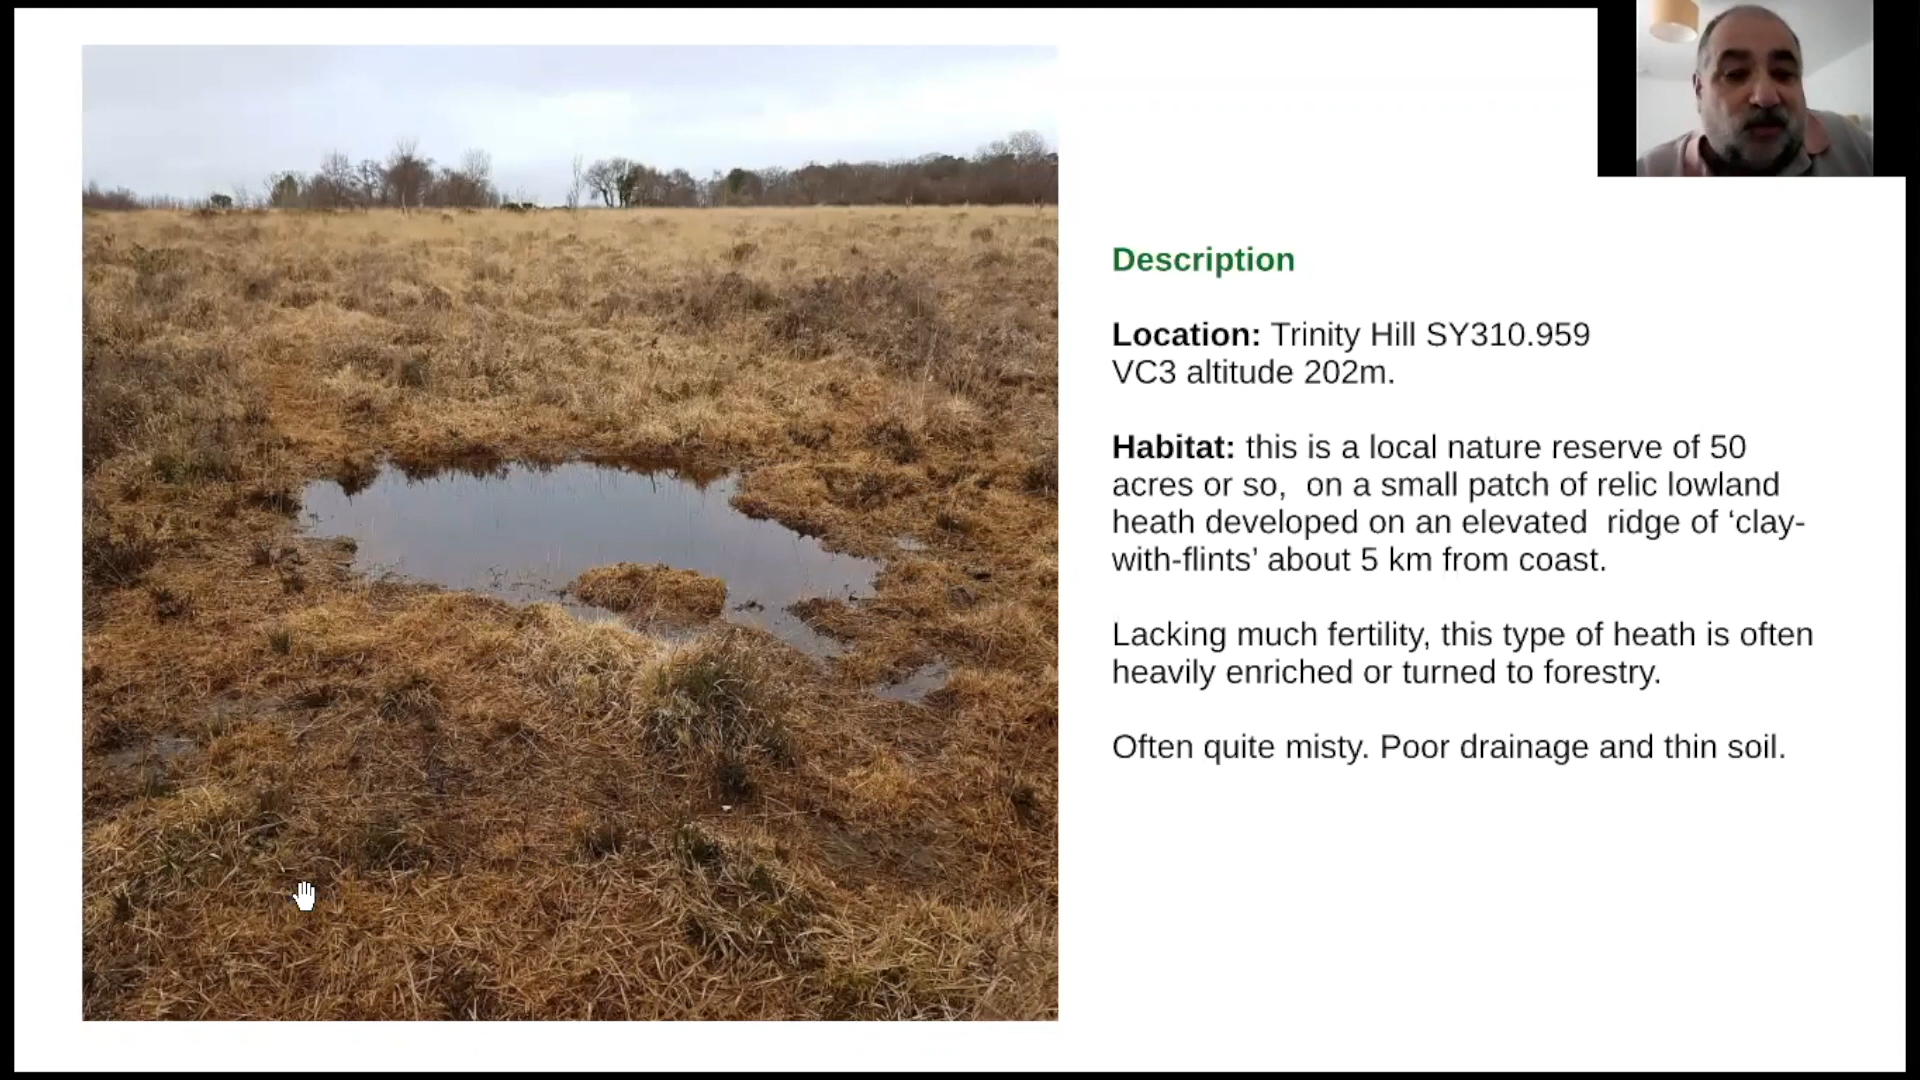 Description
Location: Trinity Hill SY310.959
VC3 altitude 202m.
Habitat: this is a local nature reserve of 50
acres or so,  on a small patch of relic lowland
heath developed on an elevated  ridge of ‘clay-
with-flints’ about 5 km from coast.
Lacking much fertility, this type of heath is often
heavily enriched or turned to forestry.
Often quite misty. Poor drainage and thin soil.